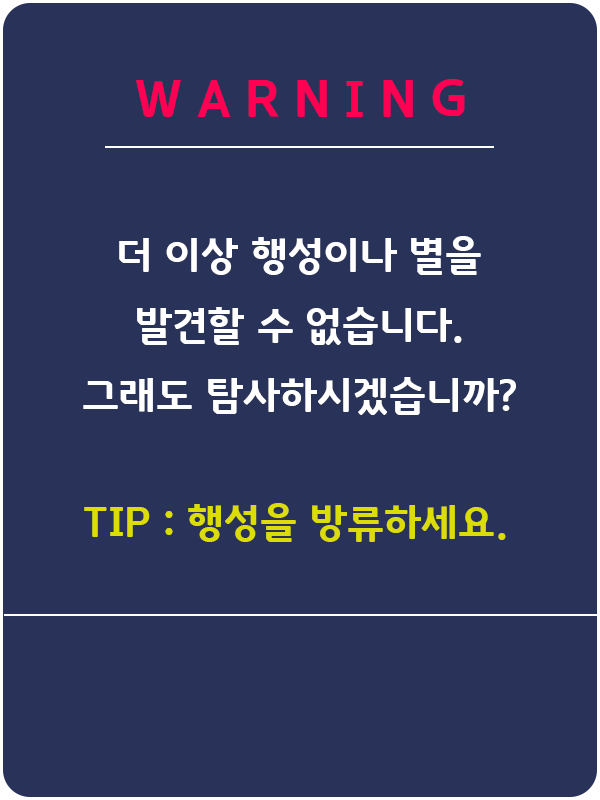 WARNING
더 이상 행성이나 별을
발견할 수 없습니다.
그래도 탐사하시겠습니까?
TIP : 행성을 방류하세요.